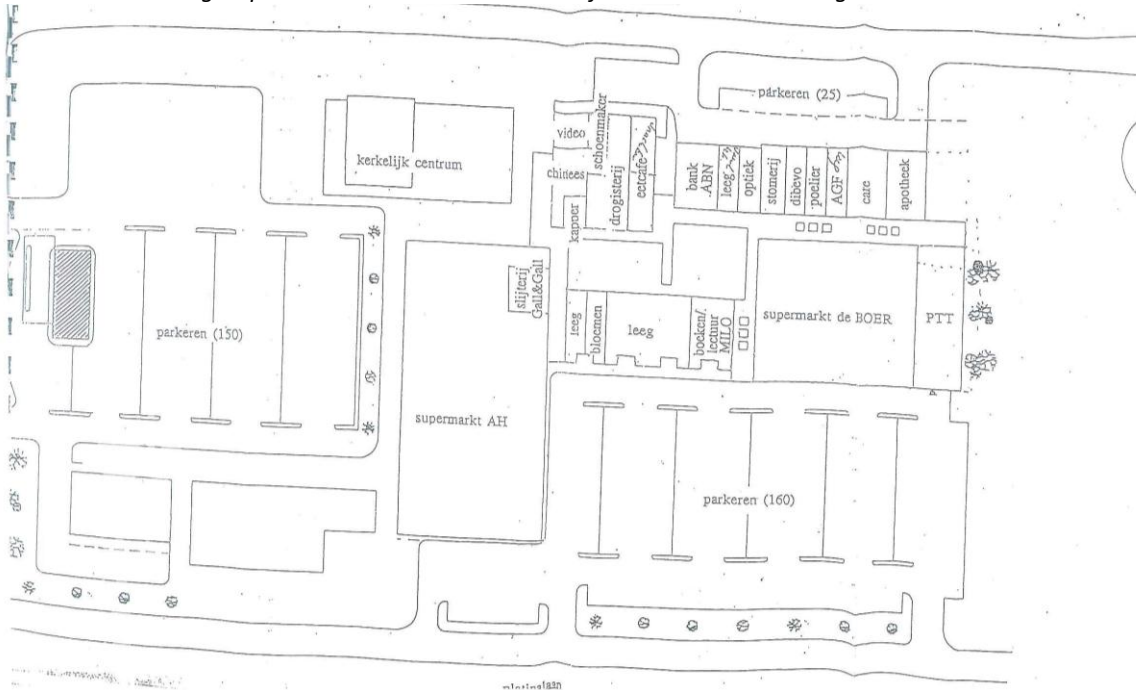 parkeren (25)
kerkelijk centrum
video
schoenmaker
chinees
drogisterij
eetcafe
kapper
bank
ABN
leeg
optiek
stomerij
dibevo
poelier
AGF
leeg
care
apotheek
slijterij
Gall&Gall
parkeren (150)
leeg
bloemen
leeg
boeken/
lectuur
MILO
supermarkt de BOER
PTT
supermarkt AH
parkeren (160)